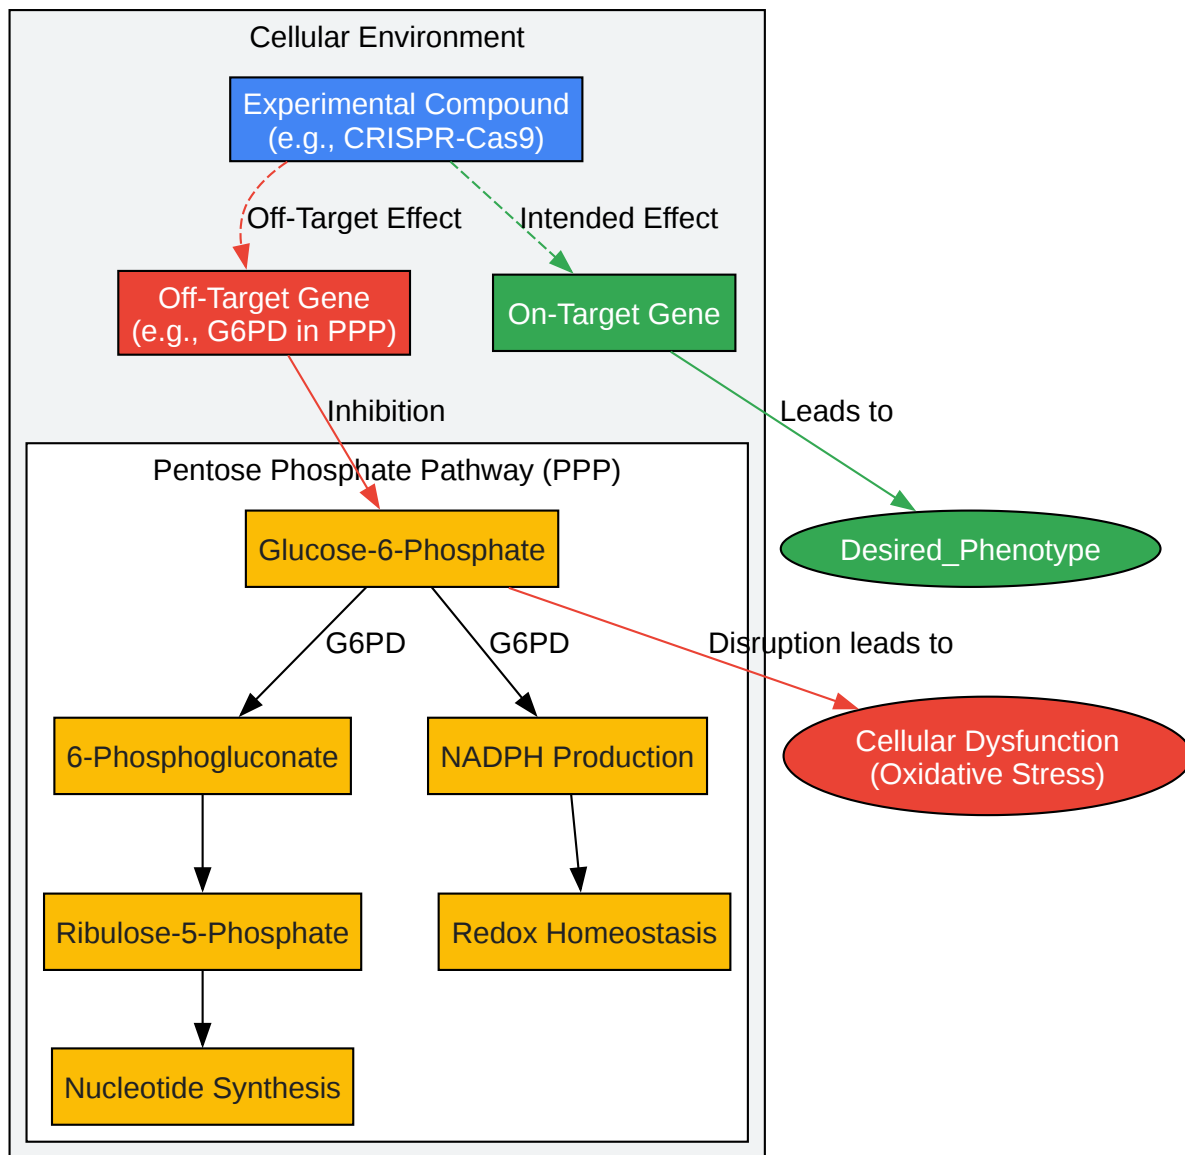 Cellular Environment
Experimental Compound
(e.g., CRISPR-Cas9)
Off-Target Effect
Intended Effect
Off-Target Gene
(e.g., G6PD in PPP)
On-Target Gene
Inhibition
Leads to
Pentose Phosphate Pathway (PPP)
Glucose-6-Phosphate
Desired_Phenotype
G6PD
G6PD
Disruption leads to
6-Phosphogluconate
NADPH Production
Cellular Dysfunction
(Oxidative Stress)
Ribulose-5-Phosphate
Redox Homeostasis
Nucleotide Synthesis